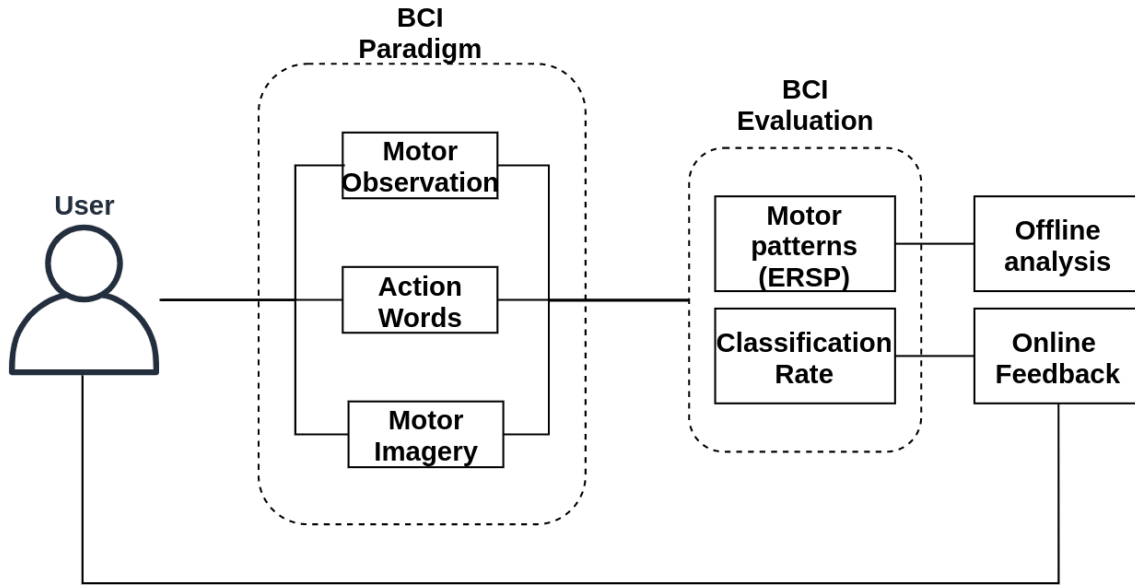 BCI
Paradigm
BCI
Evaluation
User
Motor
Observation
Action
Words
Motor
Imagery
Motor
patterns
(ERSP)
Classification
Rate
Offline
analysis
Online
Feedback